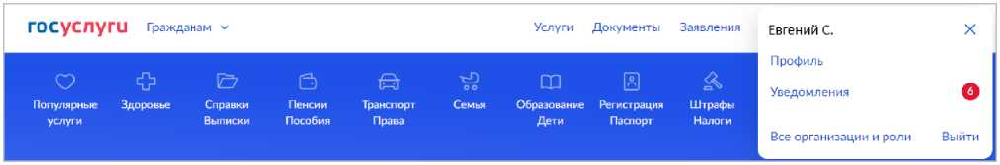 госуслуги Гражданам Услуги Документы Заявления
Евгений С.
Профиль
Уведомления 6
Все организации и роли Выйти
Популярные услуги
Здоровье
Справки Выписки
Пенсии Пособия
Транспорт Права
Семья
Образование Дети
Регистрация Паспорт
Штрафы Налоги